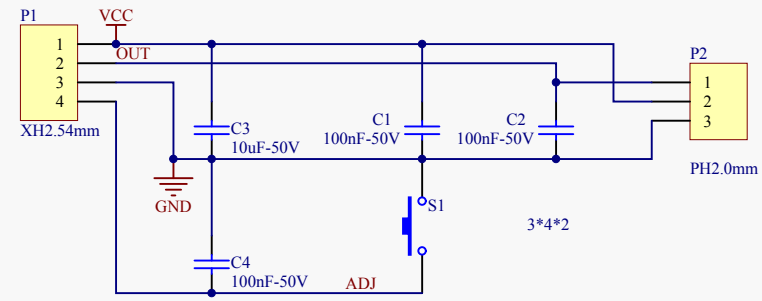 P1
VCC
1
OUT
2
3
4
XH2.54mm
P2
1
2
3
PH2.0mm
C3
10uF-50V
C1
100nF-50V
C2
100nF-50V
GND
S1
3*4*2
C4
100nF-50V
ADJ